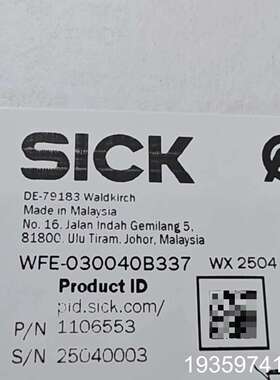 SICK
DE-79183 Waldkirch
Made in Malaysia
No. 16, Jalan Indah Gemilang 5,
81800, Ulu Tiram, Johor, Malaysia
WFE-030040B337 WX 2504
Product ID
pid.sick.com/
P/N 1106553
S/N 25040003
19359741